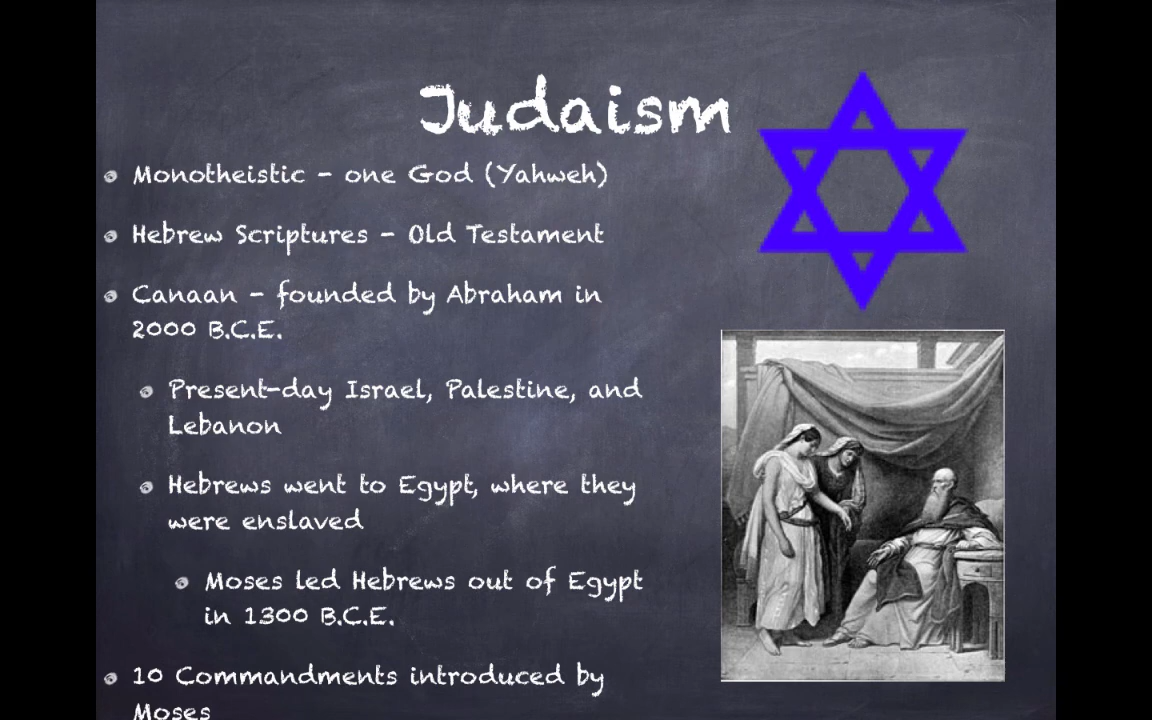 Judaism
Monotheistic - one God (Yahweh)
Hebrew Scriptures - Old Testament
Canaan - founded by Abraham in
2000 B.C.E.
Present-day Israel, Palestine, and
Lebanon
Hebrews went to Egypt, where they
were enslaved
Moses led Hebrews out of Egypt
in 1300 B.C.E.
10 Commandments introduced by
Moses